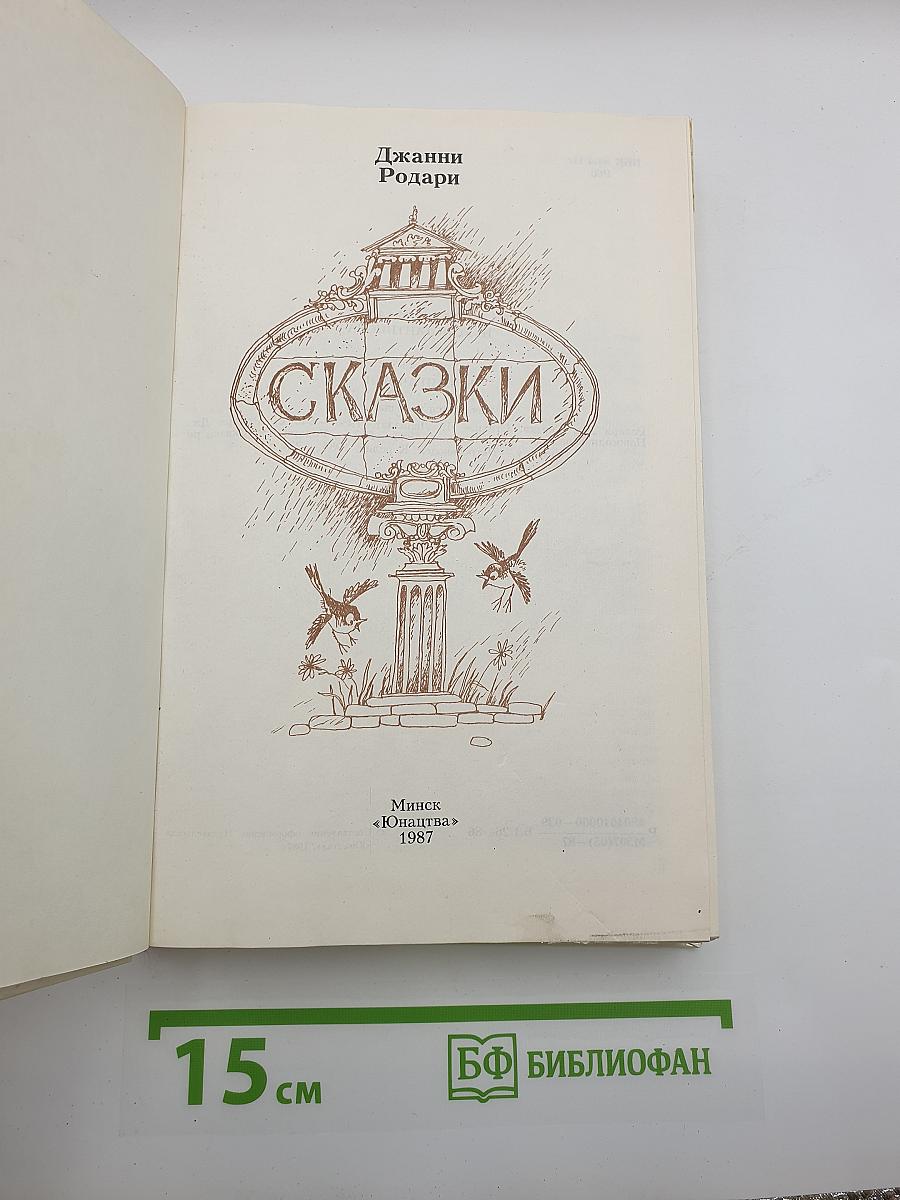 Джанни
Родари
СКАЗКИ
Минск
«Юнацтва»
1987
15 см
БФ БИБЛИОФАН